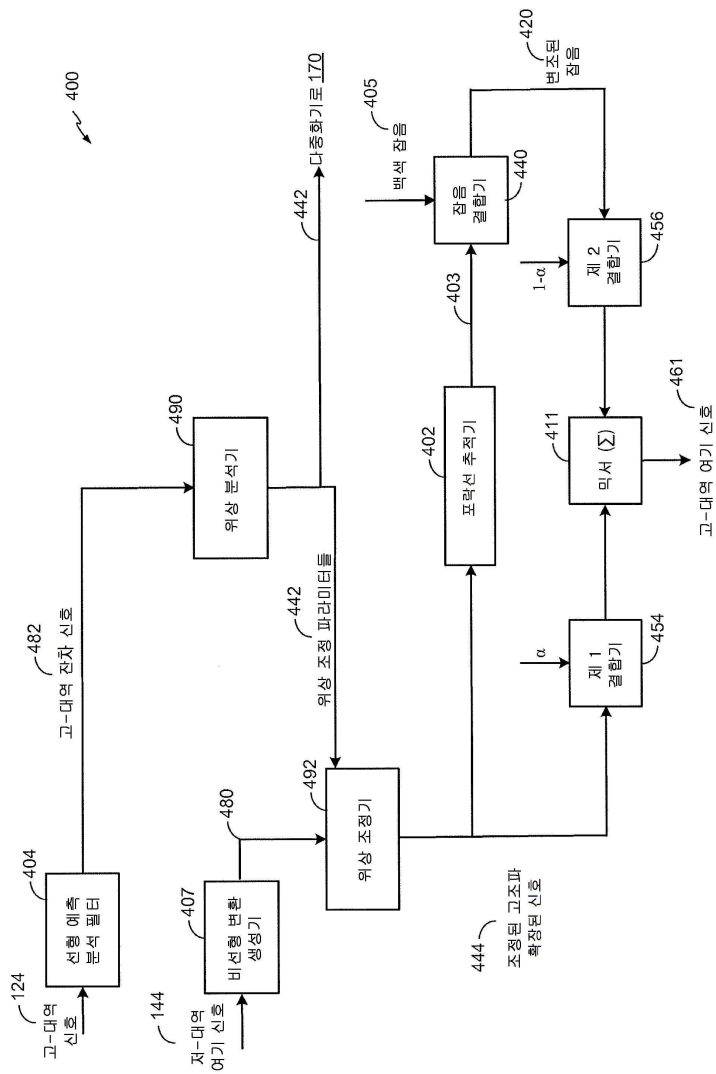 400
124
고-대역
신호
404
선형 예측
분석 필터
482
고-대역 잔차 신호
490
위상 분석기
442
다중화기로 170
442
위상 조정 파라미터들
144
저-대역
여기 신호
407
비선형 변환
생성기
480
492
위상 조정기
444
조정된 고조파
확장된 신호
402
포락선 추적기
403
405
백색 잡음
잡음
결합기
440
420
변조된
잡음
α
제 1
결합기
454
411
믹서 (Σ)
1-α
제 2
결합기
456
461
고-대역 여기 신호